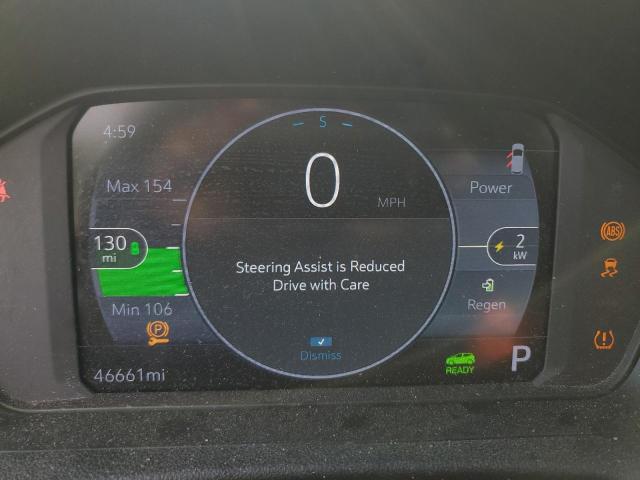 4:59
S
0
MPH
Max 154
130
mi
Min 106
P
46661mi
Steering Assist is Reduced
Drive with Care
Dismiss
Power
2
kW
Regen
READY
P
ABS